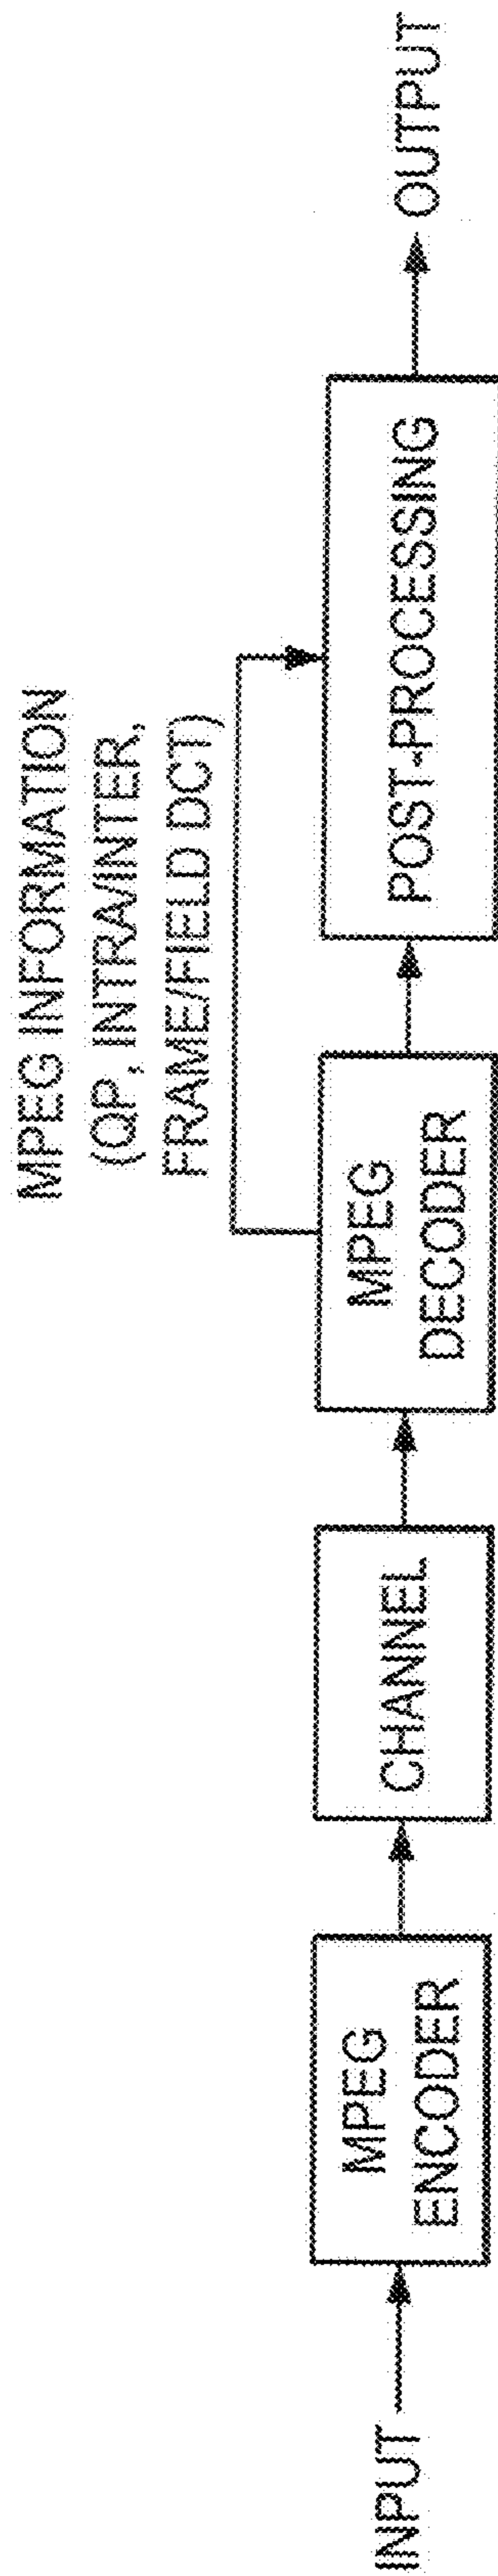 MPEG INFORMATION
(QP, INTRA/INTER,
FRAME/FIELD DCT)
INPUT
MPEG
ENCODER
CHANNEL
MPEG
DECODER
POST-PROCESSING
OUTPUT